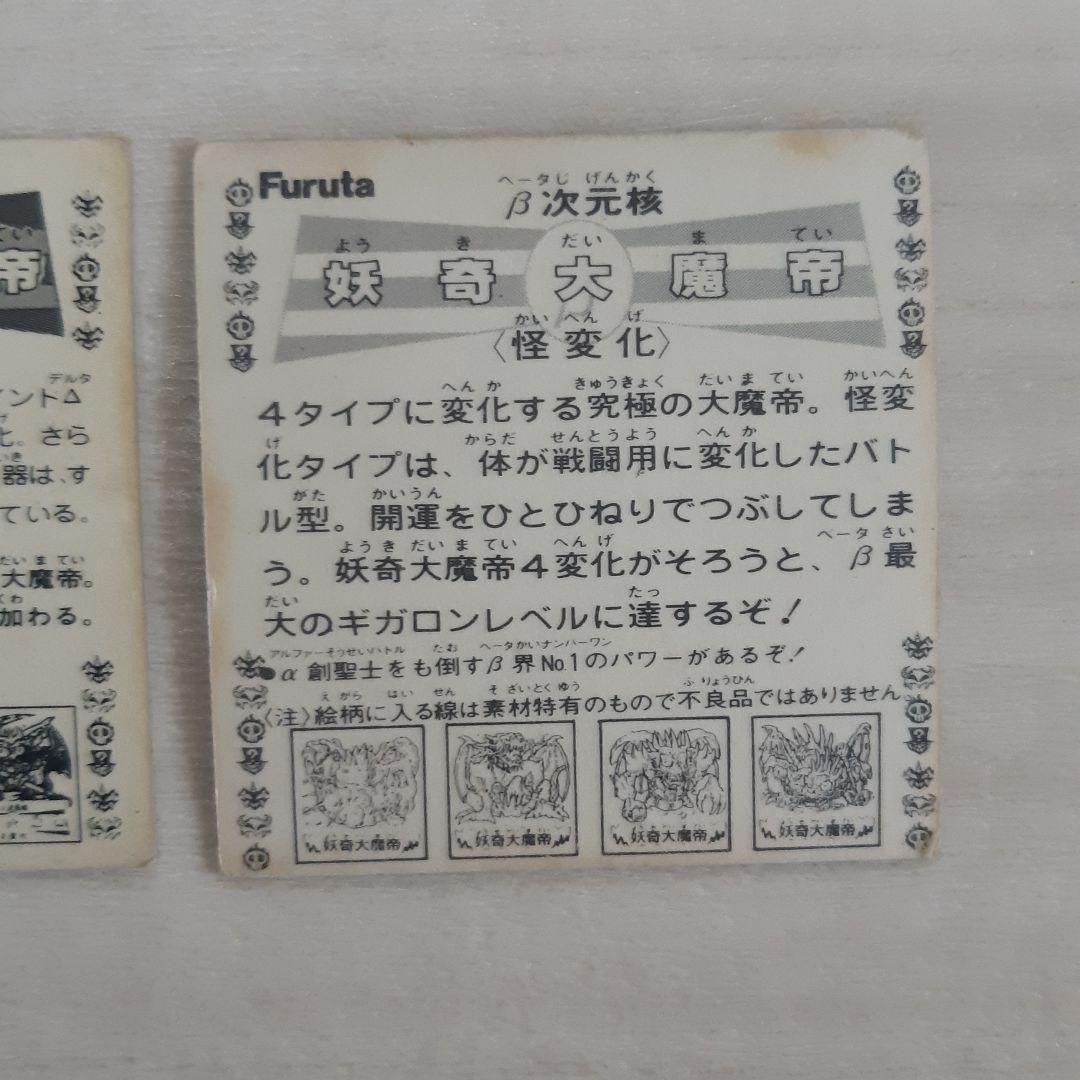 帝
てい
デルタ
イントΔ
化。さら
器は、す
ている。
だい ま てい
大魔帝。
くわ
加わる。
Furuta
ベータじ げんかく
β次元核
よう き だい ま てい
妖奇大魔帝
かい へん げ
〈怪変化〉
へん か きゅうきょく だい ま てい かいへん
4タイプに変化する究極の大魔帝。怪変
げ からだ せんとうよう へん か
化タイプは、体が戦闘用に変化したバト
がた かいうん
ル型。開運をひとひねりでつぶしてしま
よう き だい ま てい へん げ ベータ さい
う。妖奇大魔帝4変化がそろうと、β最
だい たっ
大のギガロンレベルに達するぞ!
アルファーそうせいバトル たお ベータかいナンバーワン
●α創聖士をも倒すβ界No.1のパワーがあるぞ!
え がら はい せん そ ざいとく ゆう ふ りょうひん
〈注〉絵柄に入る線は素材特有のもので不良品ではありません。
妖奇大魔帝
妖奇大魔帝
妖奇大魔帝
妖奇大魔帝